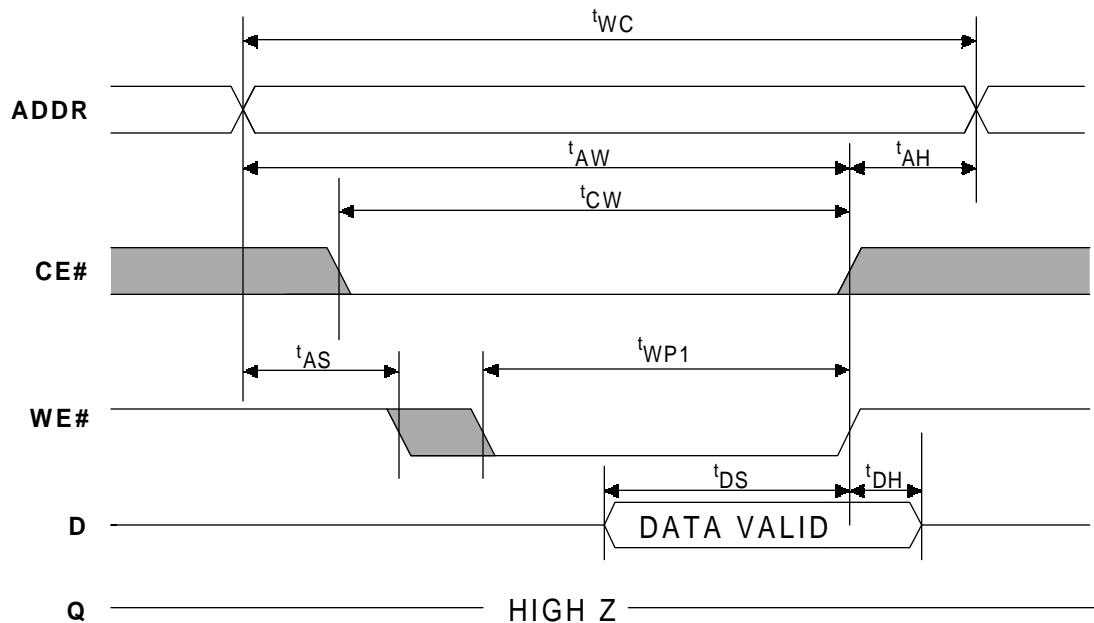 tWC
ADDR
tAW
tAH
tCW
CE#
tAS
tWP1
WE#
tDS
tDH
D
DATA VALID
Q
HIGH Z